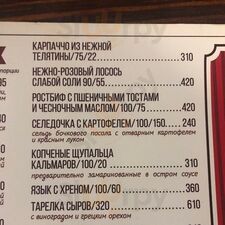 КАРПАЧЧО ИЗ НЕЖНОЙ
ТЕЛЯТИНЫ/75/22 310
порции
НЕЖНО-РОЗОВЫЙ ЛОСОСЬ
СЛАБОЙ СОЛИ 90/55 420
РОСТБИФ С ПШЕНИЧНЫМИ ТОСТАМИ
И ЧЕСНОЧНЫМ МАСЛОМ/100/75 420
СЕЛЕДОЧКА С КАРТОФЕЛЕМ/100/150 240
сельдь бочкового посола с отварным картофелем
и красным луком
КОПЧЕНЫЕ ЩУПАЛЬЦА
КАЛЬМАРОВ/100/20 310
предварительно замаринованные в остром соусе
ЯЗЫК С ХРЕНОМ/100/60 360
ТАРЕЛКА СЫРОВ/320 610
с виноградом и грецким орехом